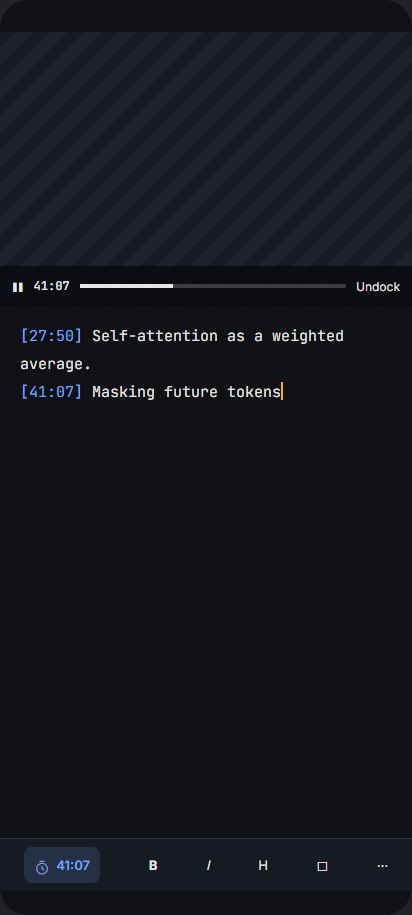 41:07 Undock
[27:50] Self-attention as a weighted
average.
[41:07] Masking future tokens
41:07 B I H ...